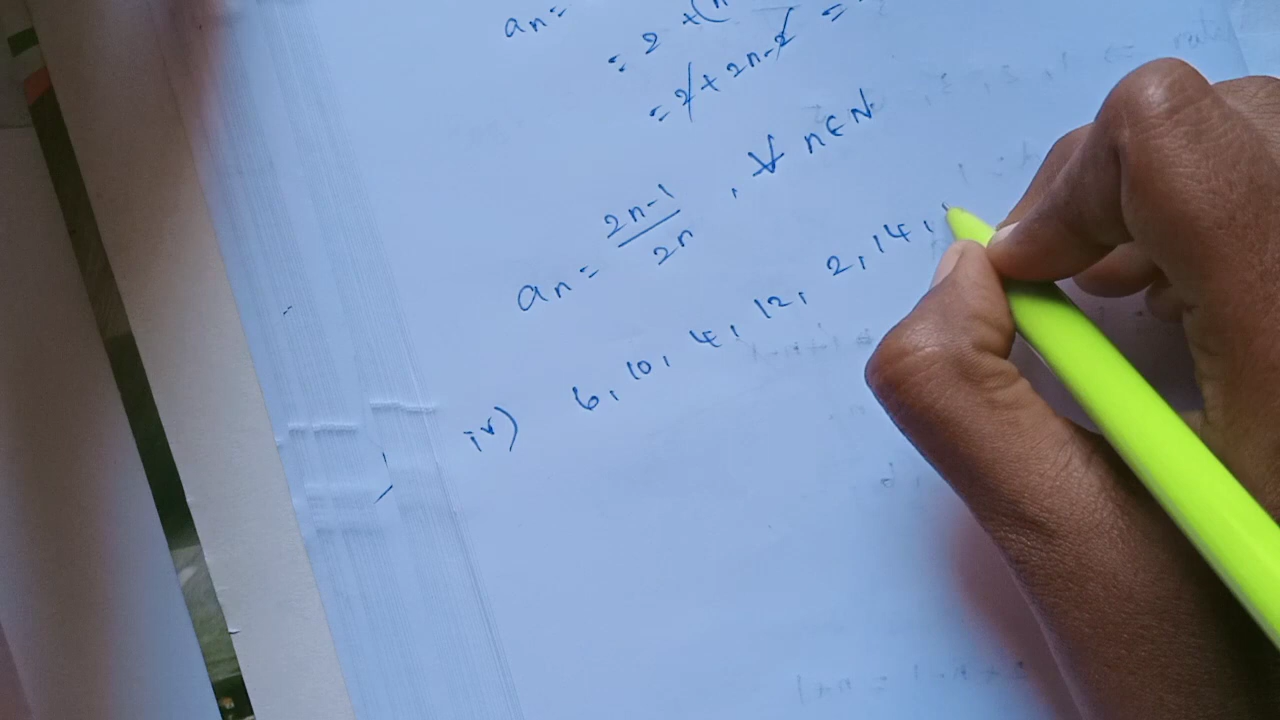 an =
= 2 + (n
= 2 + 2n - 2 =
an = 2n-1/2n , ∀ n ∈ N.
iv) 6, 10, 4, 12, 2, 14,